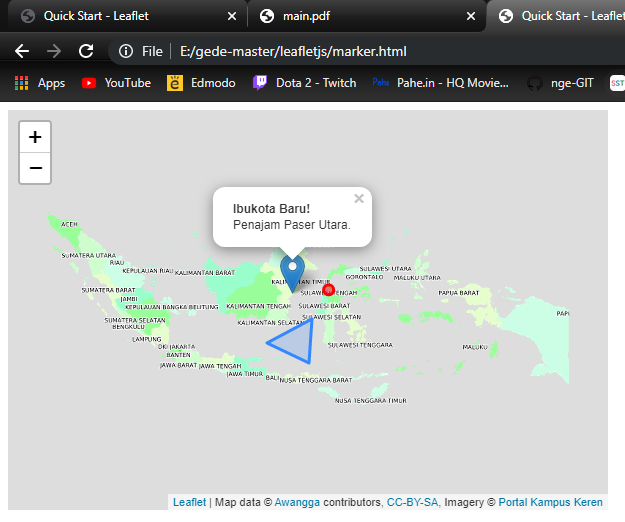 Quick Start - Leaflet
main.pdf
Quick Start - Leaflet
File
E:/gede-master/leafletjs/marker.html
Apps
YouTube
Edmodo
Dota 2 - Twitch
Pahe.in - HQ Movie...
nge-GIT
SST
+
−
Ibukota Baru!
Penajam Paser Utara.
ACEH
SUMATERA UTARA
RIAU
KEPULAUAN RIAU
KALIMANTAN BARAT
KALIMANTAN TIMUR
SULAWESI UTARA
GORONTALO
MALUKU UTARA
SUMATERA BARAT
JAMBI
KEPULAUAN BANGKA BELITUNG
KALIMANTAN TENGAH
SULAWESI TENGAH
SULAWESI BARAT
PAPUA BARAT
SUMATERA SELATAN
BENGKULU
KALIMANTAN SELATAN
SULAWESI SELATAN
PAPU
LAMPUNG
DKI JAKARTA
BANTEN
SULAWESI TENGGARA
MALUKU
JAWA BARAT
JAWA TENGAH
JAWA TIMUR
BALI
NUSA TENGGARA BARAT
NUSA TENGGARA TIMUR
Leaflet | Map data © Awangga contributors, CC-BY-SA, Imagery © Portal Kampus Keren